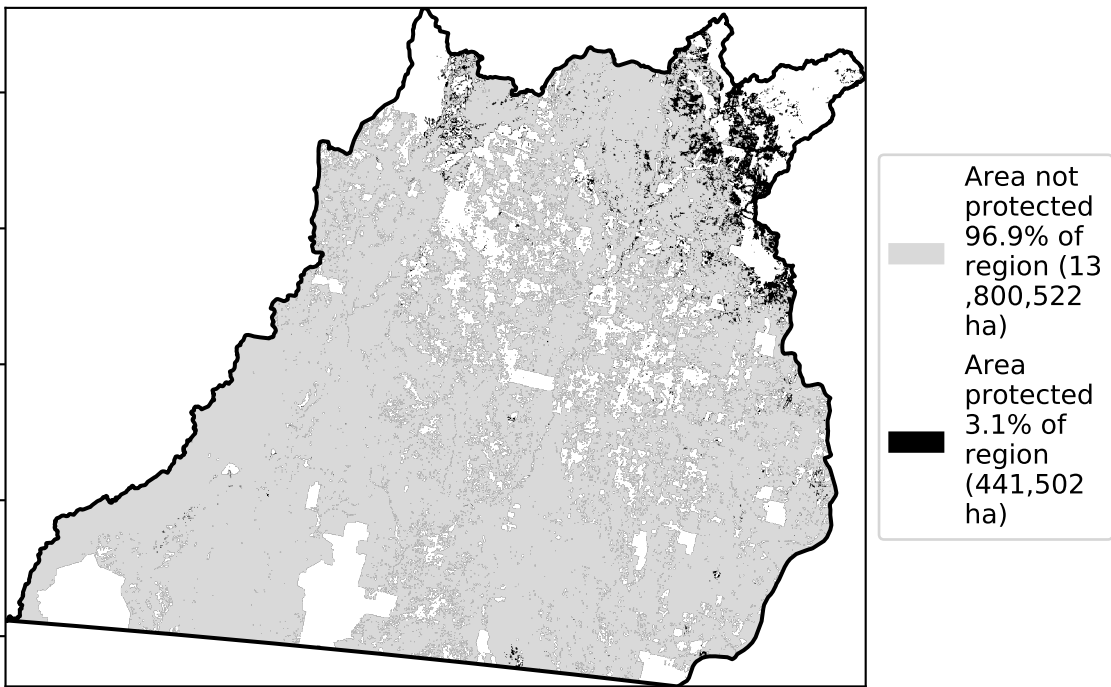 Area not
protected
96.9% of
region (13
,800,522
ha)
Area
protected
3.1% of
region
(441,502
ha)